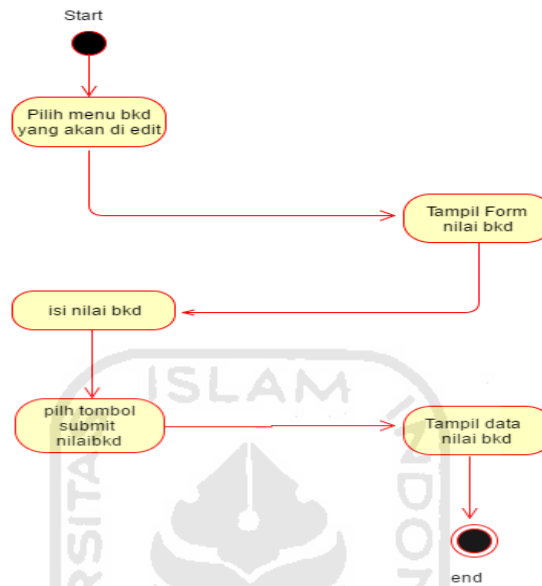 Start
Pilih menu bkd
yang akan di edit
Tampil Form
nilai bkd
isi nilai bkd
ISLAM
pilh tombol
submit
nilaibkd
Tampil data
nilai bkd
end